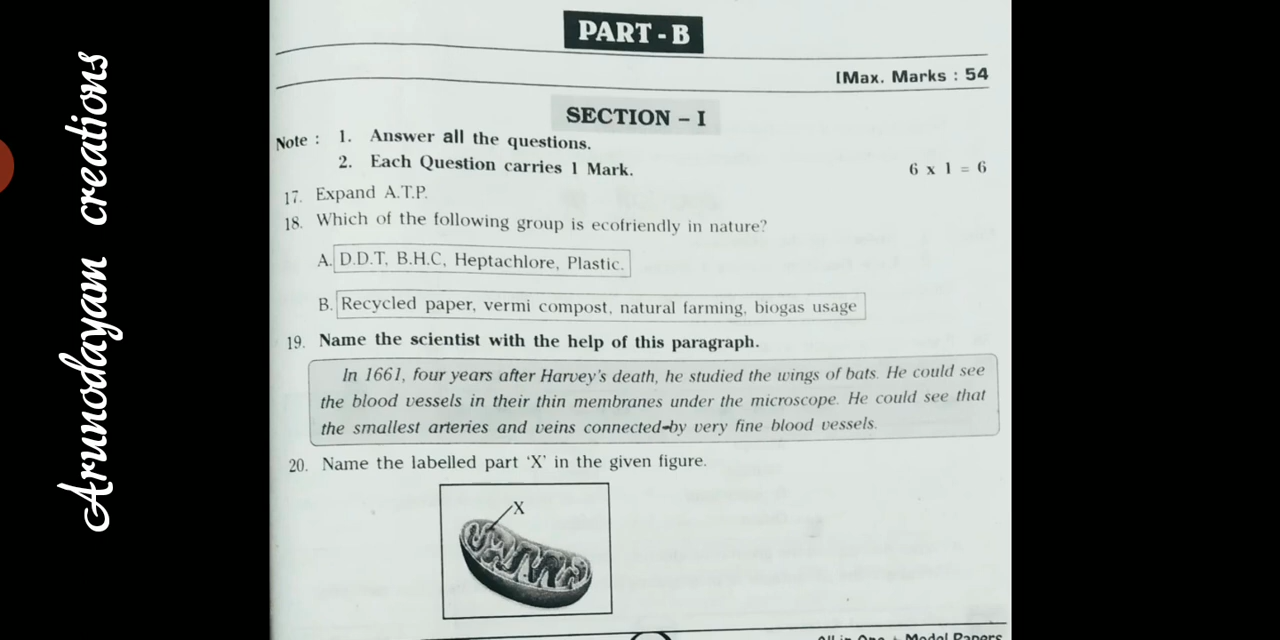 Arunodayam creations
PART - B
[Max. Marks : 54
SECTION - I
Note : 1. Answer all the questions.
2. Each Question carries 1 Mark.
6 x 1 = 6
17. Expand A.T.P.
18. Which of the following group is ecofriendly in nature?
A. D.D.T, B.H.C, Heptachlore, Plastic.
B. Recycled paper, vermi compost, natural farming, biogas usage
19. Name the scientist with the help of this paragraph.
In 1661, four years after Harvey's death, he studied the wings of bats. He could see
the blood vessels in their thin membranes under the microscope. He could see that
the smallest arteries and veins connected-by very fine blood vessels.
20. Name the labelled part 'X' in the given figure.
X
All in One + Model Papers